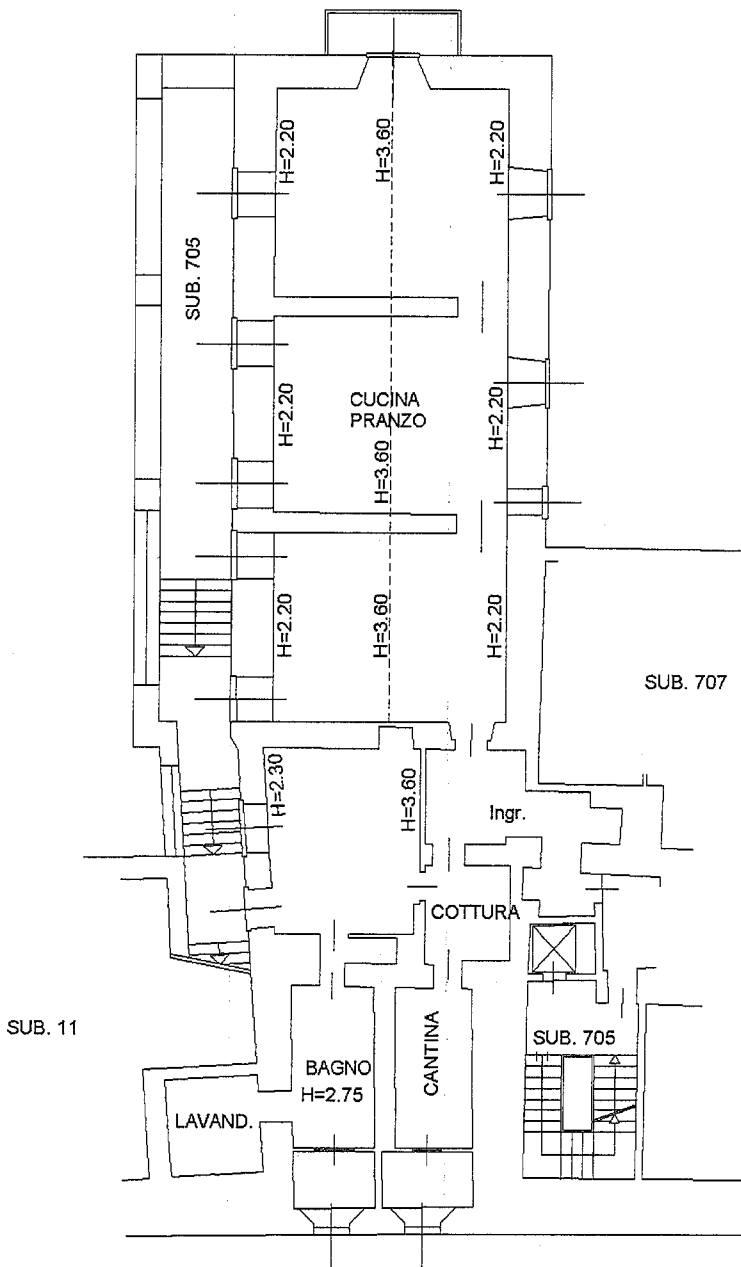 H=2.20
H=3.60
H=2.20
SUB. 705
CUCINA
PRANZO
H=2.20
H=2.20
H=3.60
H=2.20
H=3.60
H=2.20
SUB. 707
H=2.30
H=3.60
Ingr.
COTTURA
SUB. 11
SUB. 705
BAGNO
H=2.75
CANTINA
LAVAND.